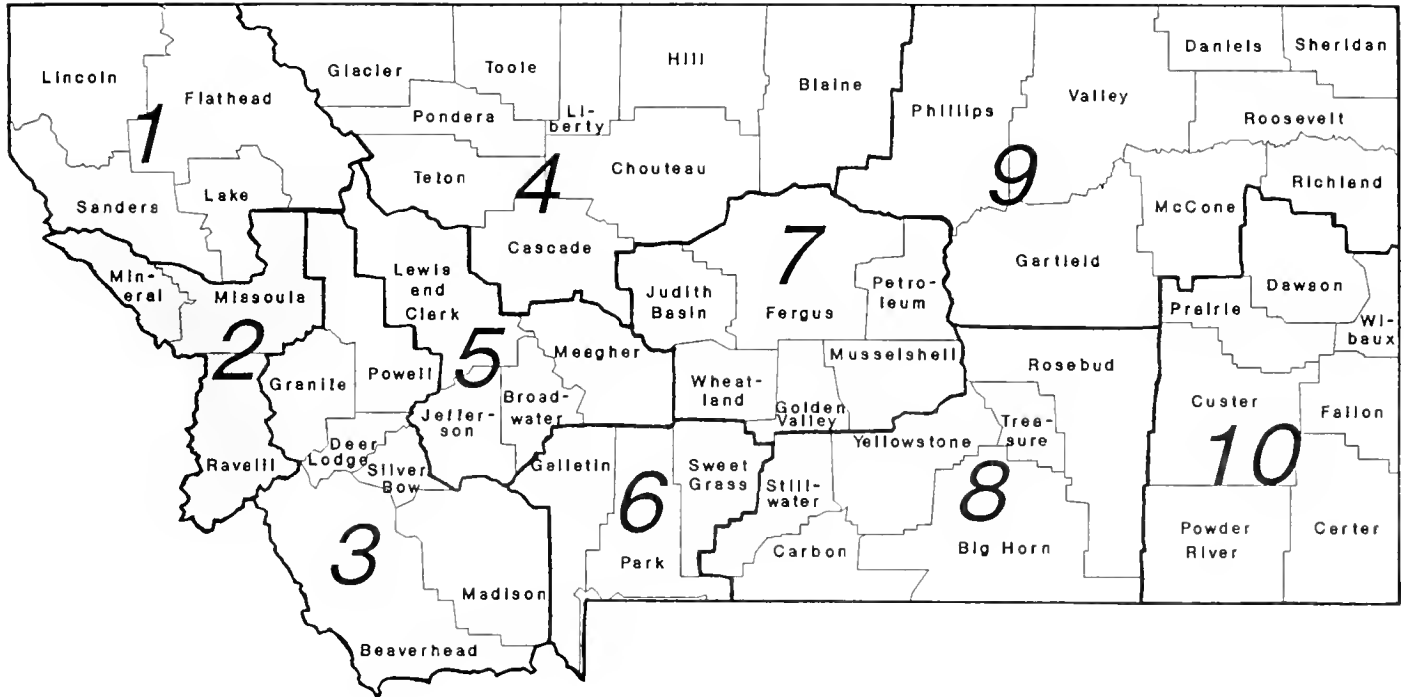 Lincoln
Flathead
1
Sanders
Lake
Glacier
Toole
Hill
Blaine
Pondera
Li-
berty
Teton
4
Chouteau
Cascade
Phillips
Valley
Daniels
Sheridan
Roosevelt
9
Richland
McCone
Garfield
Min-
eral
Missoula
2
Ravalli
Lewis
and
Clark
5
Meagher
Broad-
water
Jeffer-
son
Granite
Powell
Deer
Lodge
Silver
Bow
3
Madison
Beaverhead
Judith
Basin
7
Fergus
Petro-
leum
Wheat-
land
Golden
Valley
Musselshell
Galletin
6
Sweet
Grass
Park
Still-
water
Carbon
Yellowstone
Trea-
sure
Rosebud
8
Big Horn
Dawson
Prairie
Wi-
baux
Custer
Fallon
10
Powder
River
Certer